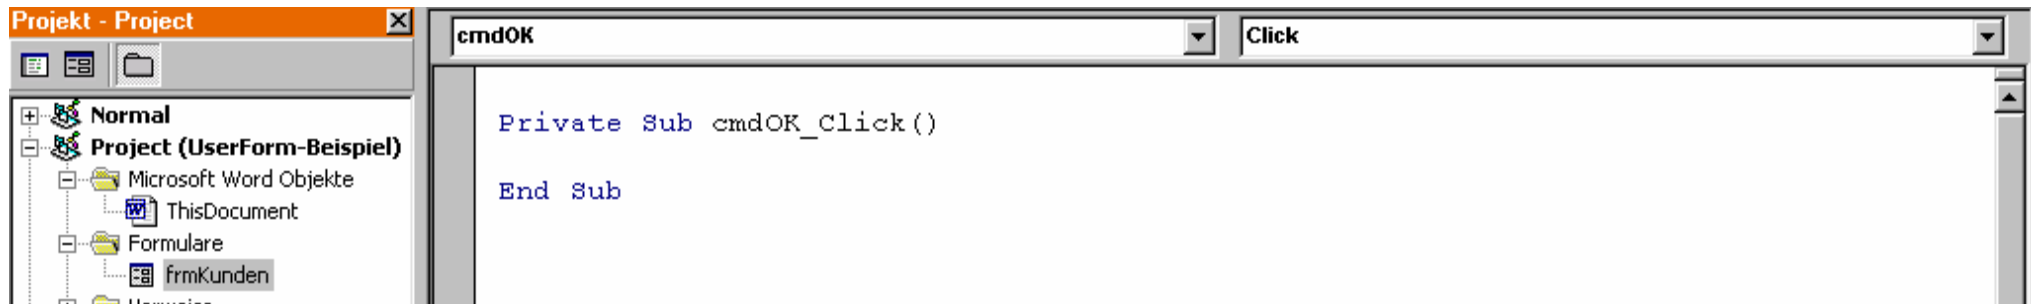 Projekt - Project
cmdOK
Click
Normal
Project (UserForm-Beispiel)
Microsoft Word Objekte
ThisDocument
Formulare
frmKunden
Private Sub cmdOK_Click()
End Sub